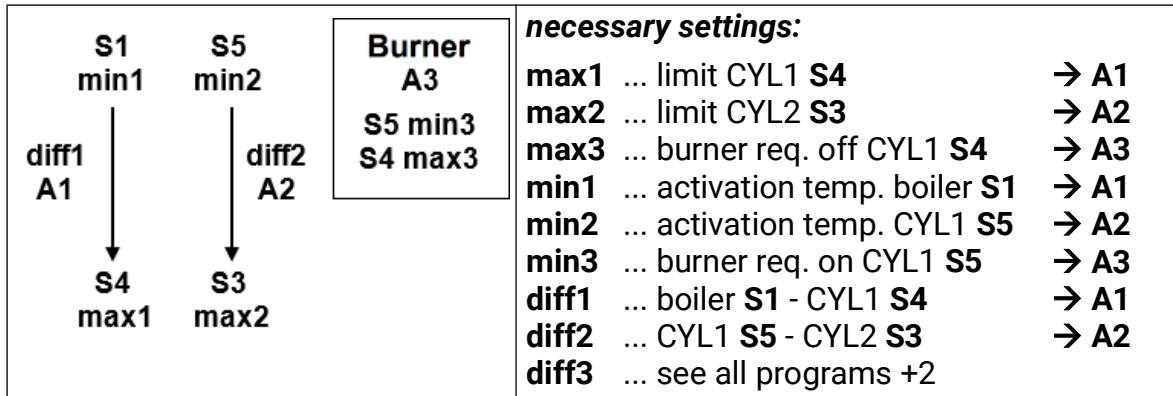 S1 S5
min1 min2
diff1 diff2
A1 A2
S4 S3
max1 max2
Burner
A3
S5 min3
S4 max3
necessary settings:
max1 ... limit CYL1 S4 → A1
max2 ... limit CYL2 S3 → A2
max3 ... burner req. off CYL1 S4 → A3
min1 ... activation temp. boiler S1 → A1
min2 ... activation temp. CYL1 S5 → A2
min3 ... burner req. on CYL1 S5 → A3
diff1 ... boiler S1 - CYL1 S4 → A1
diff2 ... CYL1 S5 - CYL2 S3 → A2
diff3 ... see all programs +2